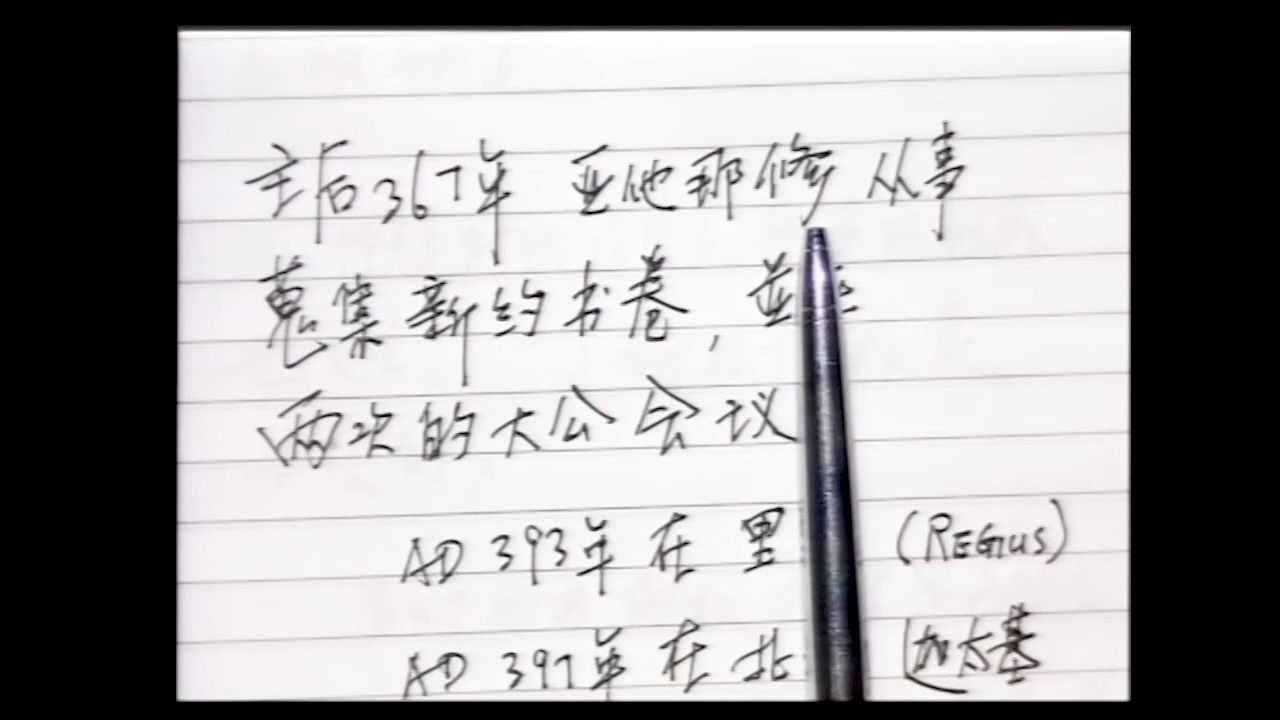 主后367年 亚他那修 从事
蒐集新约书卷, 並
两次的大公会议
AD 393年 在 里 (REGIUS)
AD 397年 在 北 迦太基